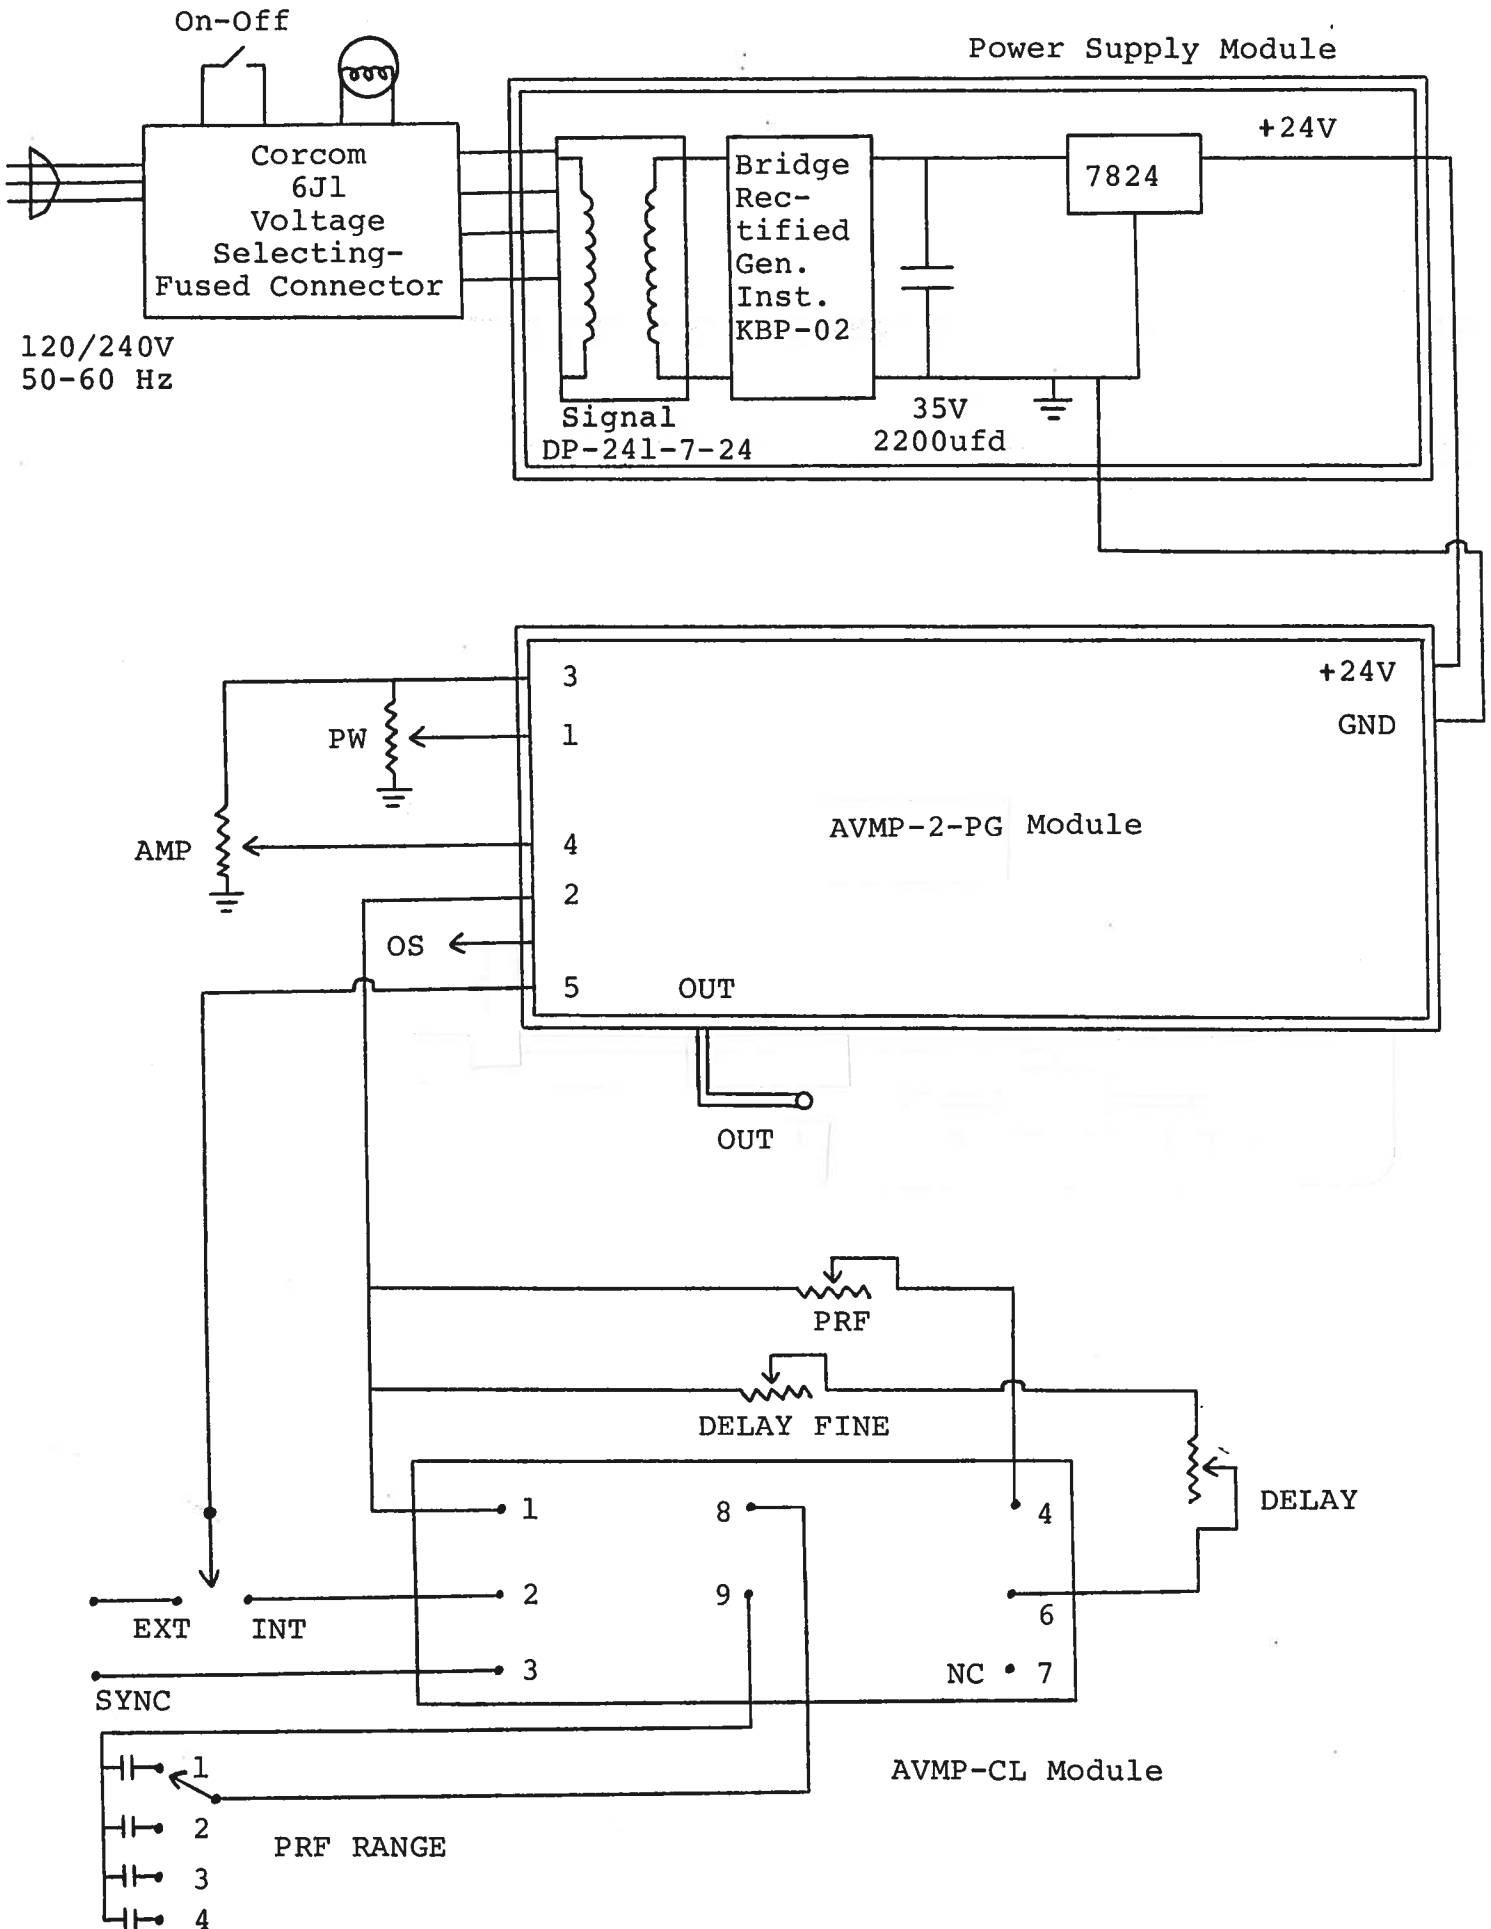 On-Off
Power Supply Module
Corcom
6J1
Voltage
Selecting-
Fused Connector
120/240V
50-60 Hz
Signal
DP-241-7-24
Bridge
Rec-
tified
Gen.
Inst.
KBP-02
35V
2200ufd
7824
+24V
3
1
PW
AMP
4
2
OS
5
OUT
+24V
GND
AVMP-2-PG Module
OUT
PRF
DELAY FINE
DELAY
1
8
4
2
9
6
3
NC
7
EXT
INT
SYNC
AVMP-CL Module
1
2
PRF RANGE
3
4